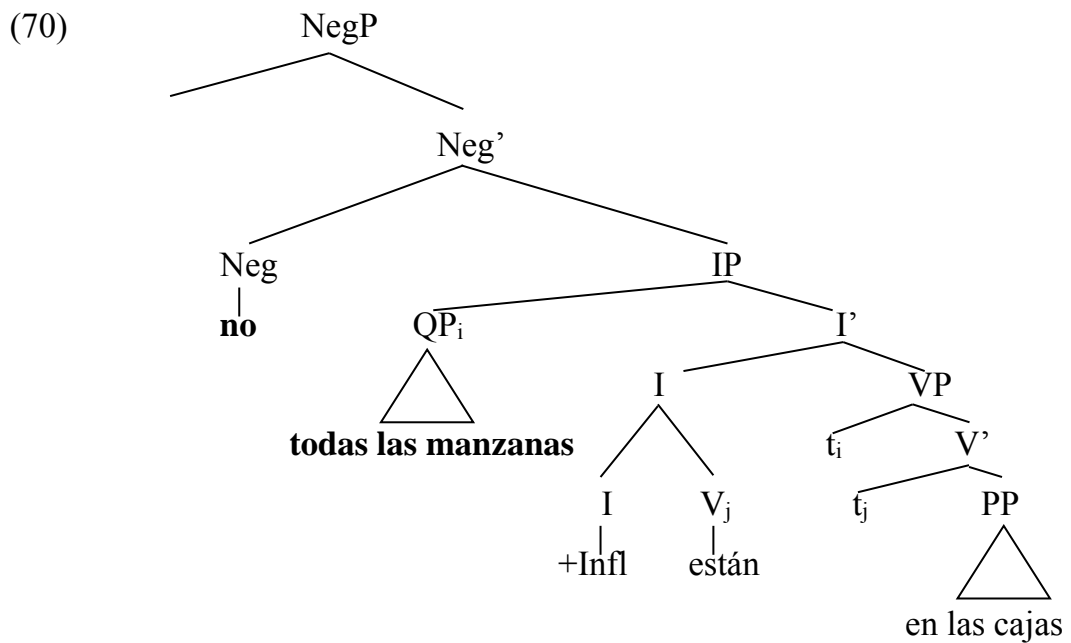 (70) NegP
Neg’
Neg IP
no QPi I’
I VP
todas las manzanas ti V’
I Vj tj PP
+Infl están
en las cajas